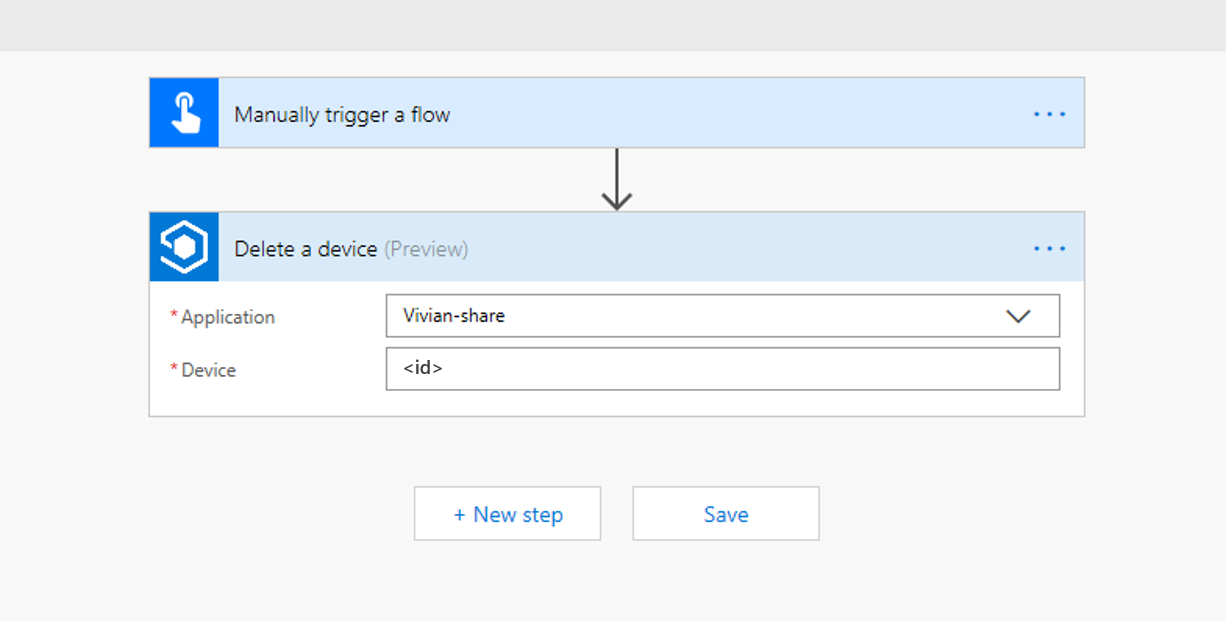 Manually trigger a flow
Delete a device (Preview)
* Application
Vivian-share
* Device
<id>
+ New step
Save